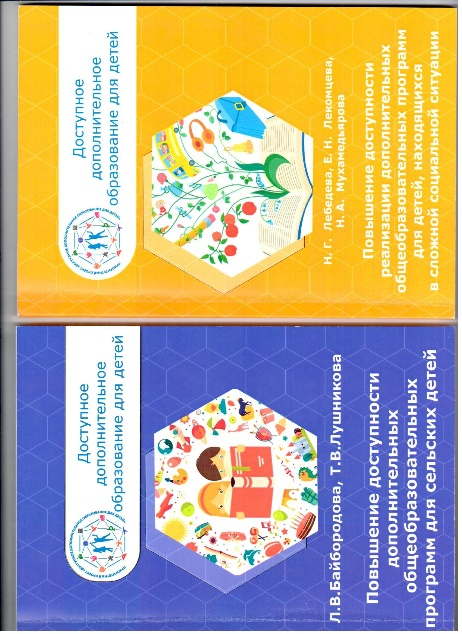 Доступное
дополнительное
образование для детей
Н. Г. Лебедева, Е. Н. Лекомцева,
Н. А. Мухамедьярова
Повышение доступности
реализации дополнительных
общеобразовательных программ
для детей, находящихся
в сложной социальной ситуации
Доступное
дополнительное
образование для детей
Л.В.Байбородова, Т.В.Лушникова
Повышение доступности
дополнительных
общеобразовательных
программ для сельских детей